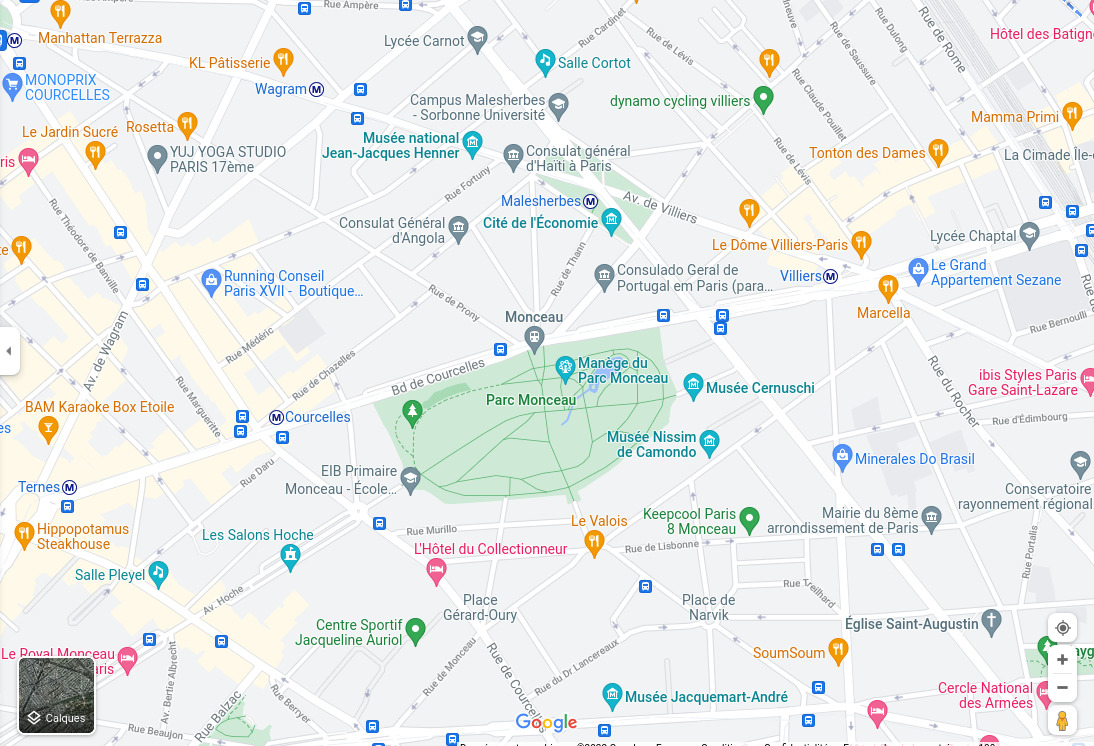 Rue Ampère
Manhattan Terrazza
Lycée Carnot
Rue Cardinet
Rue de Lévis
Rue de Saussure
Rue Dulong
Rue de Rome
KL Pâtisserie
Salle Cortot
MONOPRIX
COURCELLES
Wagram
Campus Malesherbes
- Sorbonne Université
dynamo cycling villiers
Rue Claude Pouillet
Mamma Primi
Le Jardin Sucré
Rosetta
Musée national
Jean-Jacques Henner
YUJ YOGA STUDIO
PARIS 17ème
Consulat général
d'Haïti à Paris
Tonton des Dames
Rue de Lévis
Rue Fortuny
Malesherbes
Av. de Villiers
Consulat Général
d'Angola
Cité de l'Économie
Rue Théodore de Banville
Le Dôme Villiers-Paris
Lycée Chaptal
Rue de Thann
Running Conseil
Paris XVII - Boutique...
Consulado Geral de
Portugal em Paris (para...
Villiers
Le Grand
Appartement Sezane
Rue de Prony
Marcella
Monceau
Rue Bernoulli
Av. de Wagram
Rue Médéric
Rue de Chazelles
Bd de Courcelles
Manège du
Parc Monceau
Musée Cernuschi
Parc Monceau
ibis Styles Paris
Gare Saint-Lazare
Rue du Rocher
BAM Karaoke Box Etoile
Rue Margueritte
Courcelles
Rue d'Édimbourg
Musée Nissim
de Camondo
Minerales Do Brasil
Rue Daru
EIB Primaire
Monceau - École...
Ternes
Conservatoire
rayonnement régional
Hippopotamus
Steakhouse
Les Salons Hoche
Rue Murillo
Le Valois
Keepcool Paris
8 Monceau
Mairie du 8ème
arrondissement de Paris
L'Hôtel du Collectionneur
Rue de Lisbonne
Rue Portalis
Salle Pleyel
Av. Hoche
Place
Gérard-Oury
Place de
Narvik
Rue Teilhard
Église Saint-Augustin
Centre Sportif
Jacqueline Auriol
Le Royal Monceau
SoumSoum
Rue de Monceau
Rue de Courcelles
Rue du Dr Lancereaux
Av. Bertie Albrecht
Rue Balzac
Rue Berryer
Musée Jacquemart-André
Cercle National
des Armées
Calques
Rue Beaujon
Google